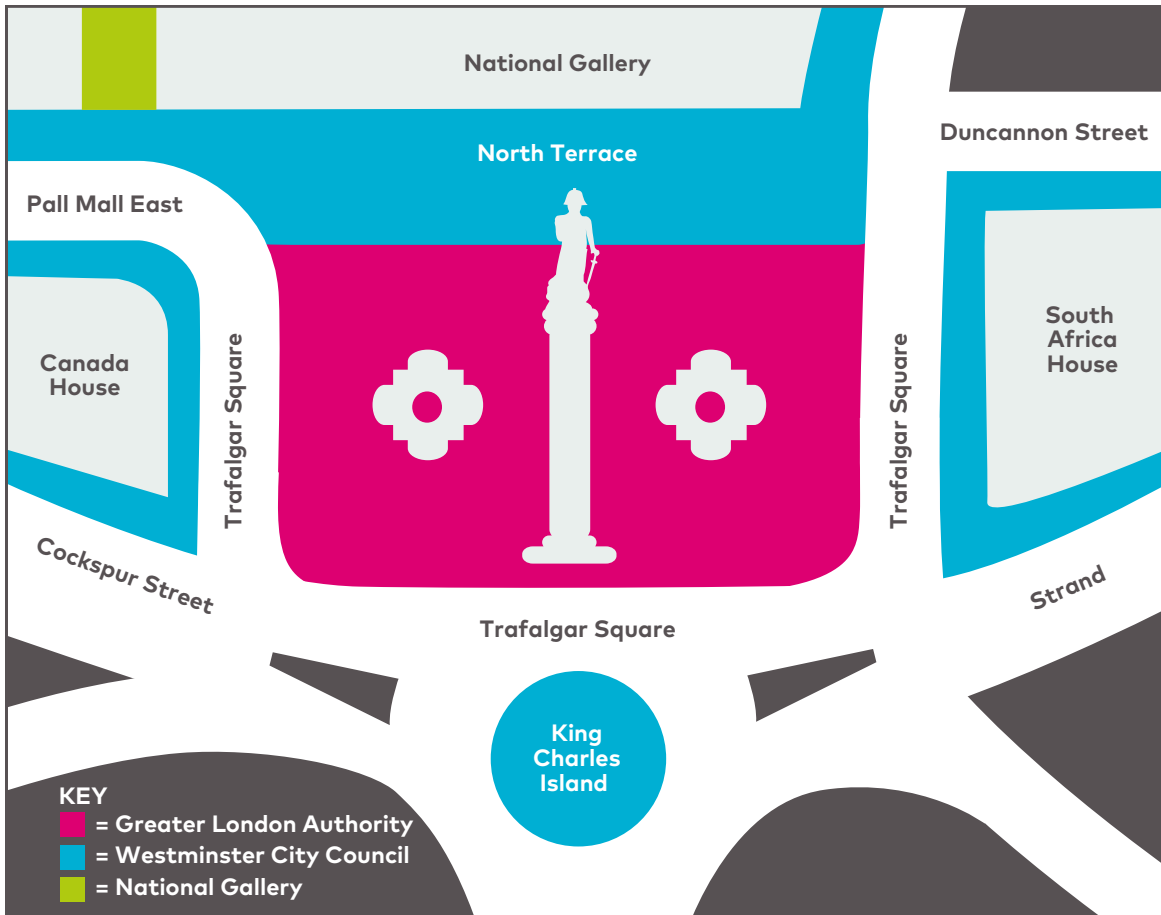 National Gallery
Duncannon Street
North Terrace
Pall Mall East
South
Africa
House
Canada
House
Trafalgar Square
Trafalgar Square
Cockspur Street
Strand
Trafalgar Square
King
Charles
Island
KEY
= Greater London Authority
= Westminster City Council
= National Gallery